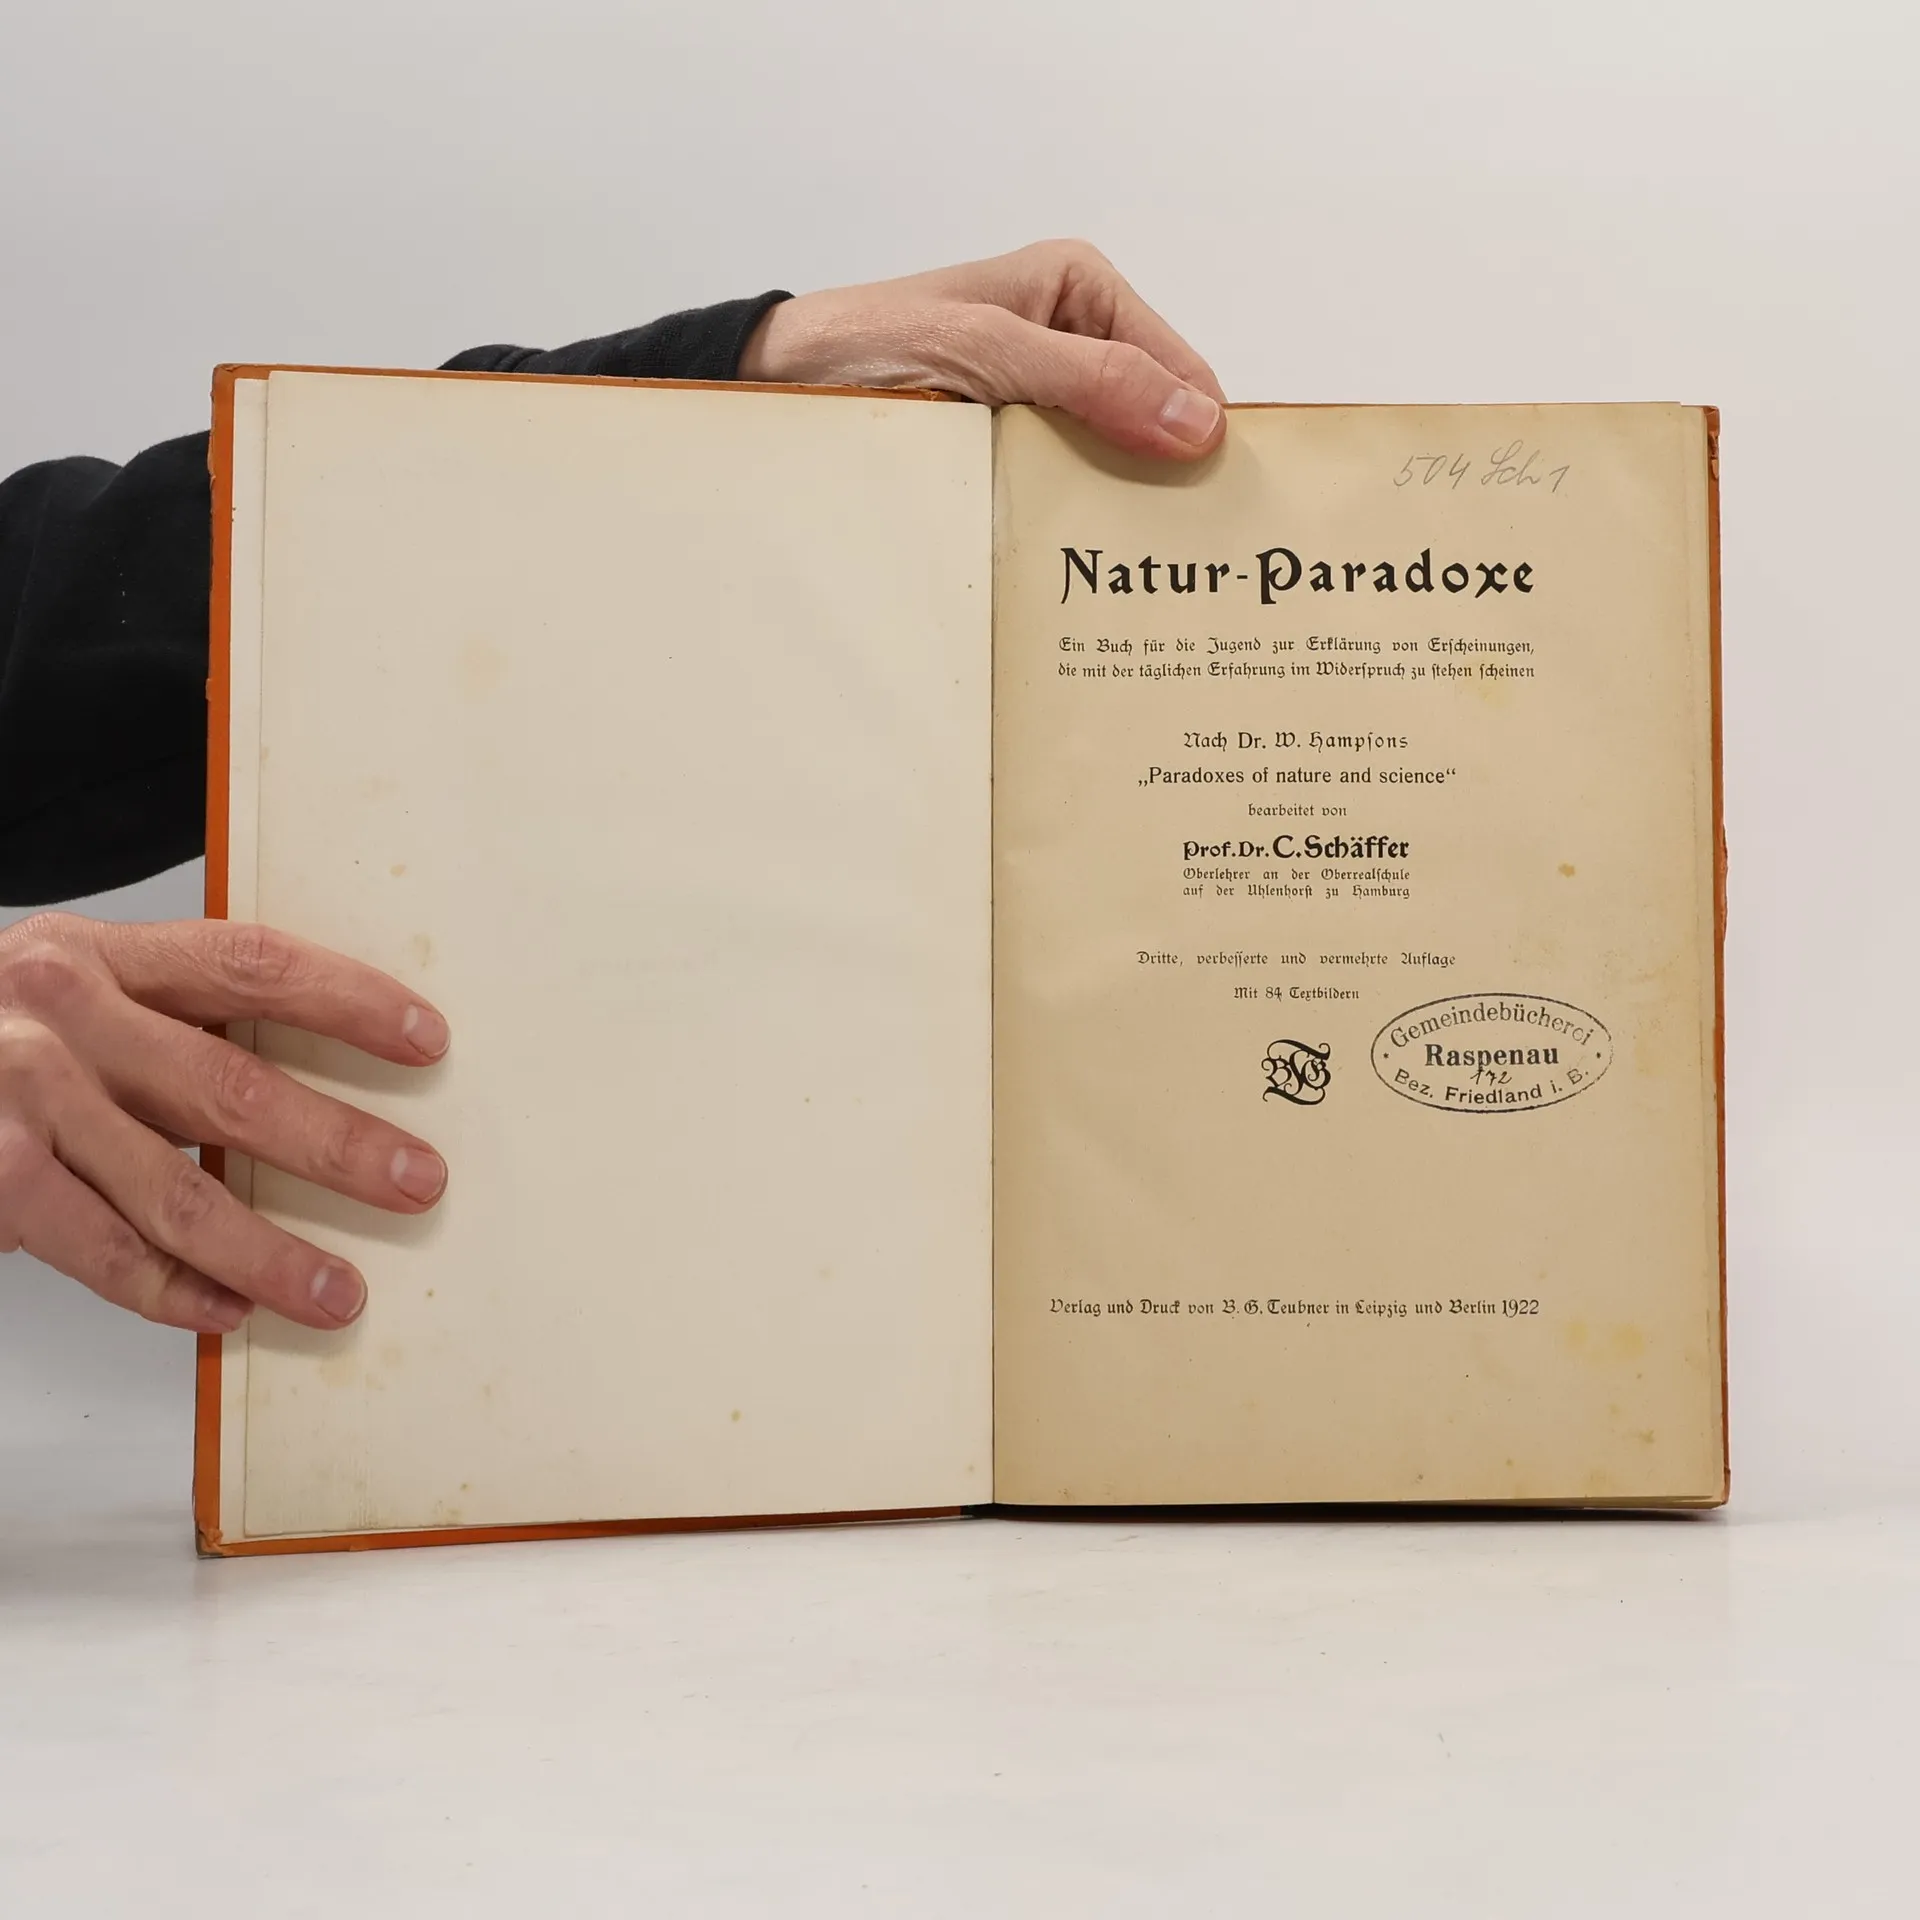 504 Sch 1
Natur-Paradoxe
Ein Buch für die Jugend zur Erklärung von Erscheinungen,
die mit der täglichen Erfahrung im Widerspruch zu stehen scheinen
Nach Dr. W. Hampsons
„Paradoxes of nature and science“
bearbeitet von
Prof. Dr. C. Schäffer
Oberlehrer an der Oberrealschule
auf der Uhlenhorst zu Hamburg
Dritte, verbesserte und vermehrte Auflage
Mit 84 Textbildern
BTG
Gemeindebücherei
Raspenau
172
Bez. Friedland i. B.
Verlag und Druck von B. G. Teubner in Leipzig und Berlin 1922